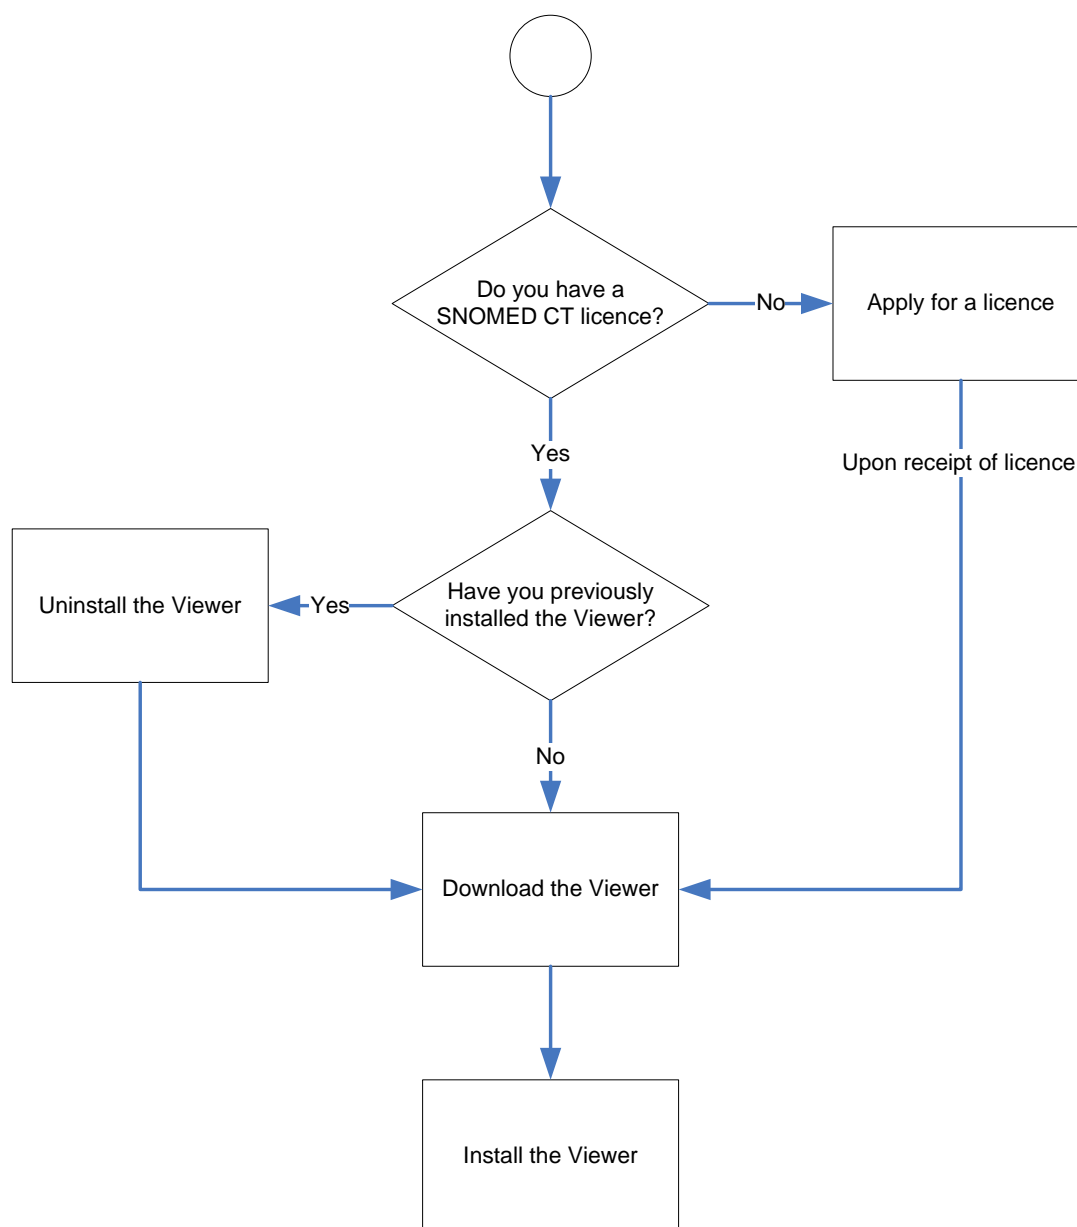 Do you have a
SNOMED CT licence?
No
Apply for a licence
Yes
Upon receipt of licence
Uninstall the Viewer
Yes
Have you previously
installed the Viewer?
No
Download the Viewer
Install the Viewer